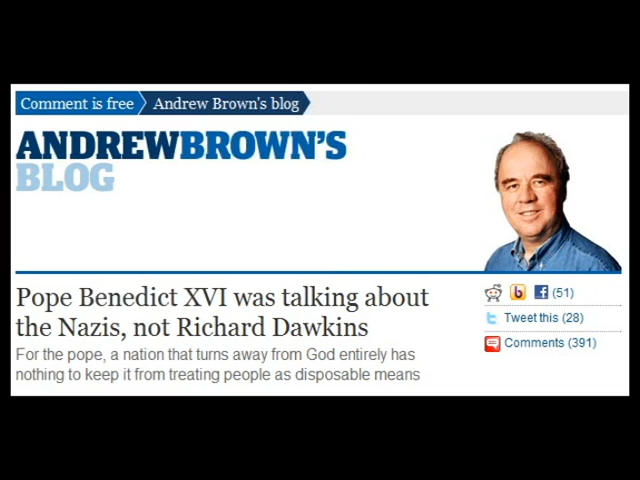 Comment is free Andrew Brown's blog
ANDREWBROWN'S
BLOG
Pope Benedict XVI was talking about
the Nazis, not Richard Dawkins
For the pope, a nation that turns away from God entirely has
nothing to keep it from treating people as disposable means
(51)
Tweet this (28)
Comments (391)